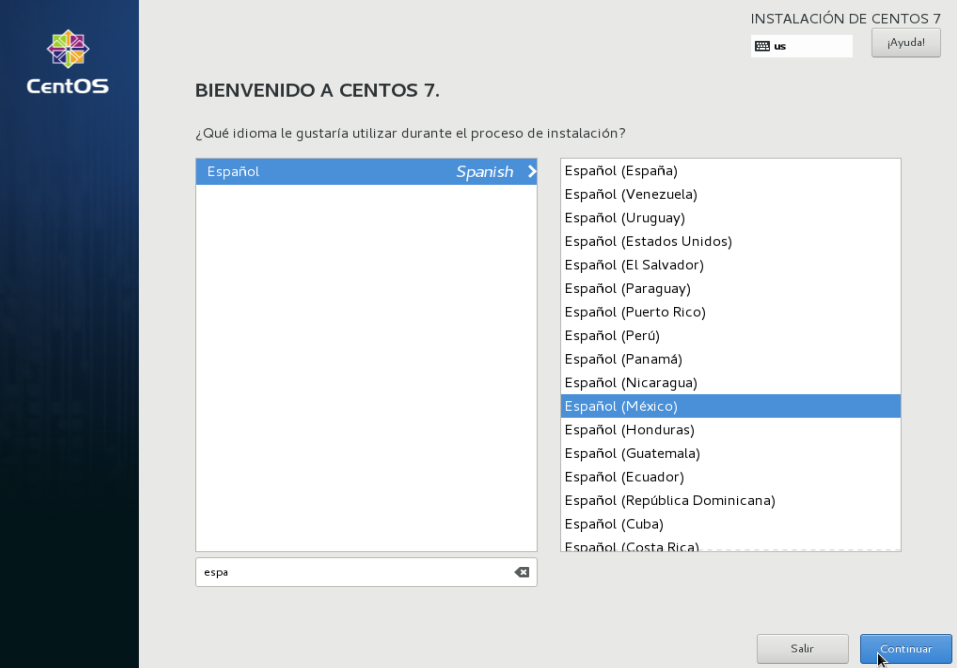 INSTALACIÓN DE CENTOS 7
us
¡Ayuda!
CentOS
BIENVENIDO A CENTOS 7.
¿Qué idioma le gustaría utilizar durante el proceso de instalación?
Español Spanish
Español (España)
Español (Venezuela)
Español (Uruguay)
Español (Estados Unidos)
Español (El Salvador)
Español (Paraguay)
Español (Puerto Rico)
Español (Perú)
Español (Panamá)
Español (Nicaragua)
Español (México)
Español (Honduras)
Español (Guatemala)
Español (Ecuador)
Español (República Dominicana)
Español (Cuba)
Español (Costa Rica)
espa
Salir
Continuar